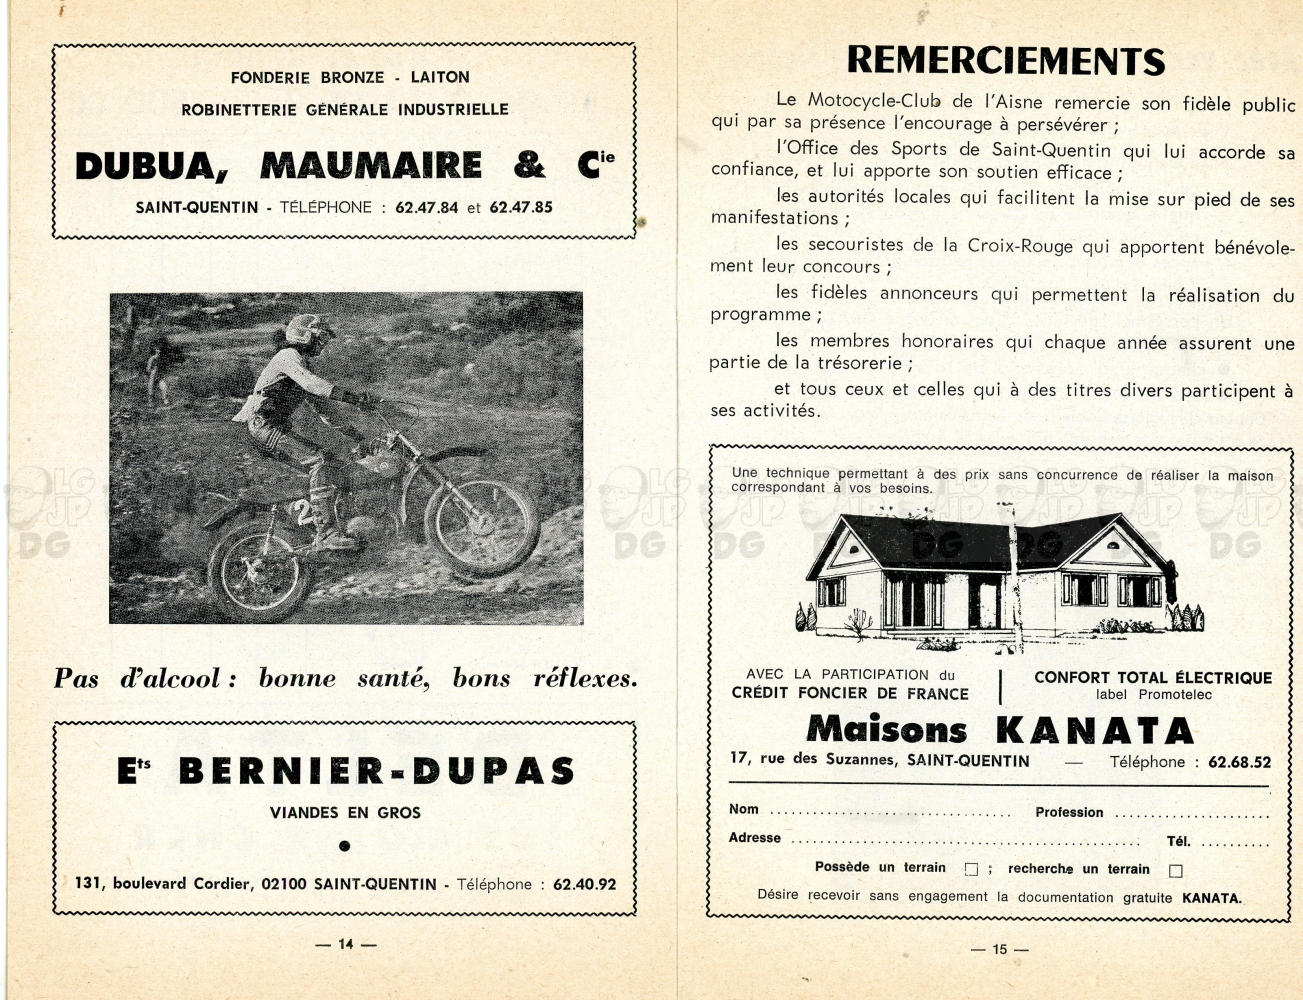 FONDERIE BRONZE - LAITON
ROBINETTERIE GÉNÉRALE INDUSTRIELLE
DUBUA, MAUMAIRE & Cie
SAINT-QUENTIN - TÉLÉPHONE : 62.47.84 et 62.47.85
2
Pas d'alcool : bonne santé, bons réflexes.
Ets BERNIER-DUPAS
VIANDES EN GROS
131, boulevard Cordier, 02100 SAINT-QUENTIN - Téléphone : 62.40.92
— 14 —
REMERCIEMENTS
Le Motocycle-Club de l'Aisne remercie son fidèle public
qui par sa présence l'encourage à persévérer ;
l'Office des Sports de Saint-Quentin qui lui accorde sa
confiance, et lui apporte son soutien efficace ;
les autorités locales qui facilitent la mise sur pied de ses
manifestations ;
les secouristes de la Croix-Rouge qui apportent bénévole-
ment leur concours ;
les fidèles annonceurs qui permettent la réalisation du
programme ;
les membres honoraires qui chaque année assurent une
partie de la trésorerie ;
et tous ceux et celles qui à des titres divers participent à
ses activités.
Une technique permettant à des prix sans concurrence de réaliser la maison
correspondant à vos besoins.
LG JP DG
AVEC LA PARTICIPATION du
CRÉDIT FONCIER DE FRANCE
CONFORT TOTAL ÉLECTRIQUE
label Promotelec
Maisons KANATA
17, rue des Suzannes, SAINT-QUENTIN — Téléphone : 62.68.52
Nom .................................. Profession ......................
Adresse .................................................. Tél. ..........
Possède un terrain □ ; recherche un terrain □
Désire recevoir sans engagement la documentation gratuite KANATA.
— 15 —